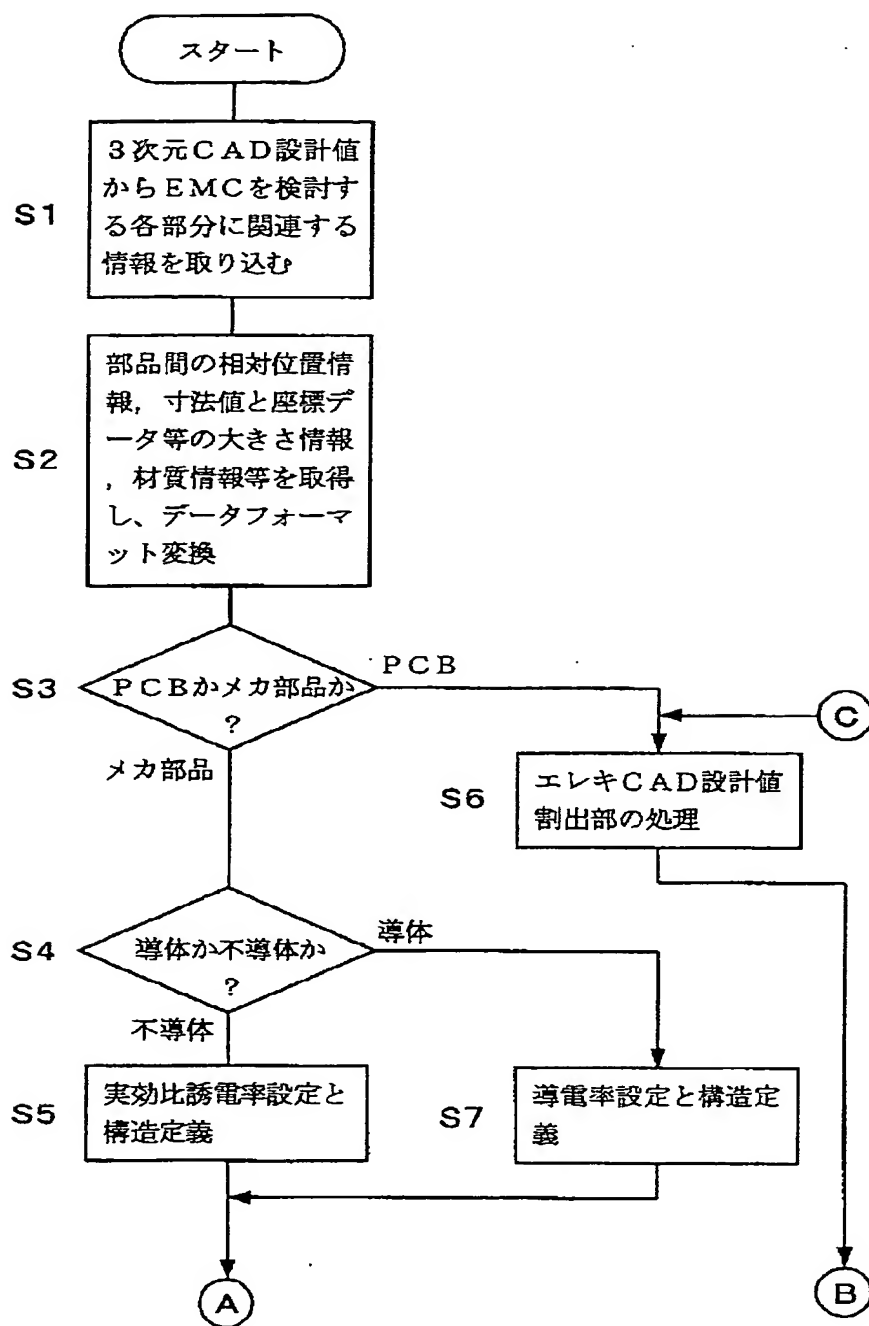 スタート
S1
3次元CAD設計値
からEMCを検討す
る各部分に関連する
情報を取り込む
S2
部品間の相対位置情
報，寸法値と座標デ
ータ等の大きさ情報
，材質情報等を取得
し、データフォーマ
ット変換
S3
PCBかメカ部品か
？
PCB
メカ部品
C
S6
エレキCAD設計値
割出部の処理
S4
導体か不導体か
？
導体
不導体
S5
実効比誘電率設定と
構造定義
S7
導電率設定と構造定
義
A
B